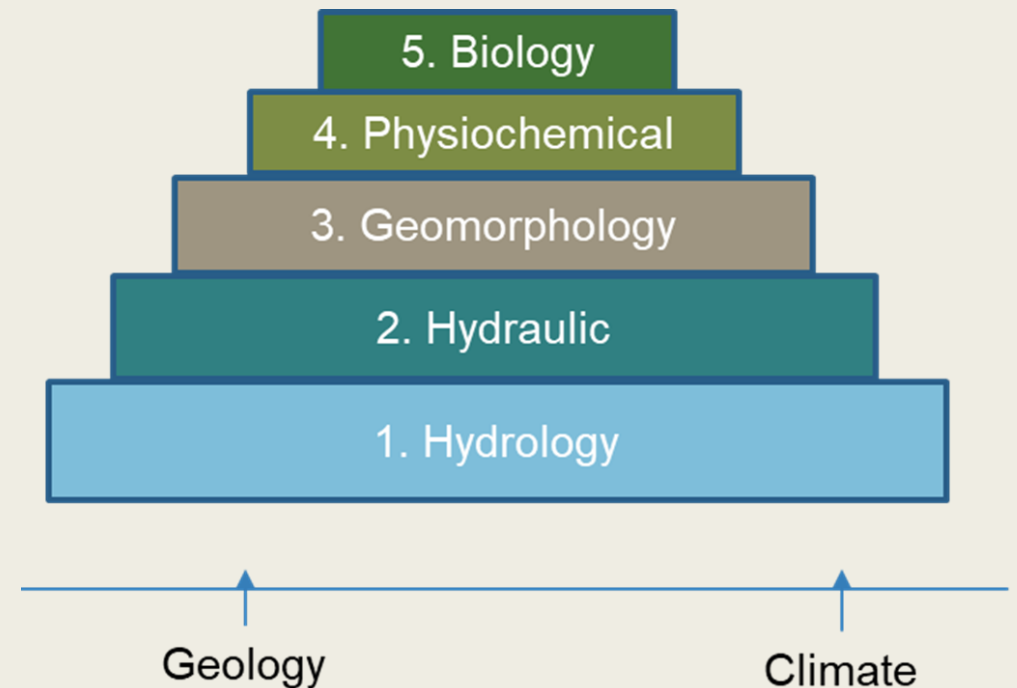 5. Biology
4. Physiochemical
3. Geomorphology
2. Hydraulic
1. Hydrology
Geology
Climate